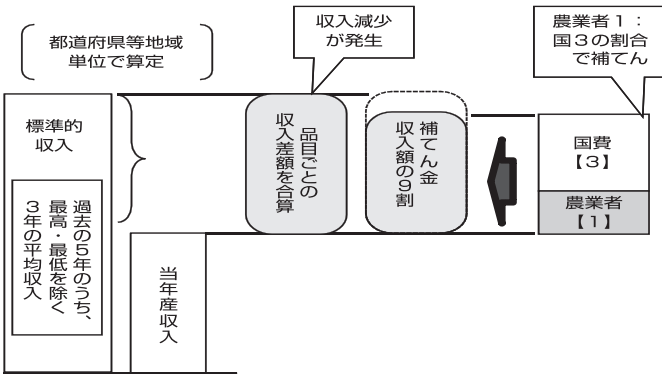 都道府県等地域
単位で算定
収入減少
が発生
農業者１：
国３の割合
で補てん
標準的
収入
過去の５年のうち、
最高・最低を除く
３年の平均収入
当年産収入
品目ごとの
収入差額を合算
補てん金
収入額の９割
国費
【３】
農業者
【１】